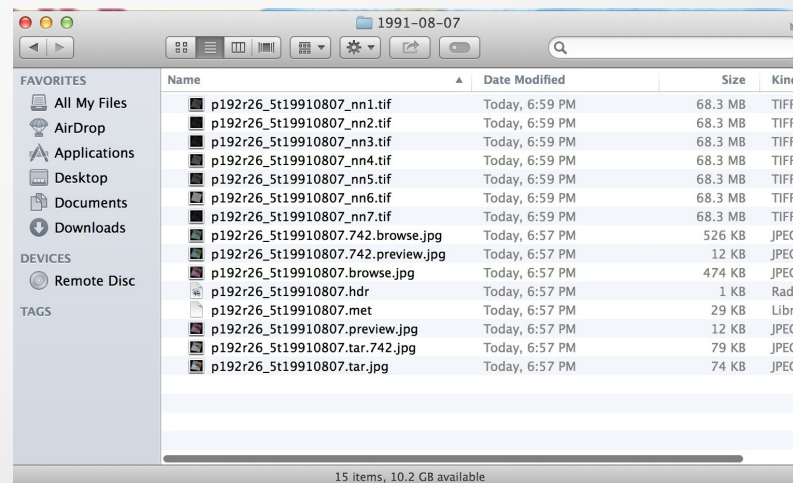 1991-08-07
FAVORITES
All My Files
AirDrop
Applications
Desktop
Documents
Downloads
DEVICES
Remote Disc
TAGS
Name Date Modified Size Kin
p192r26_5t19910807_nn1.tif Today, 6:59 PM 68.3 MB TIFF
p192r26_5t19910807_nn2.tif Today, 6:59 PM 68.3 MB TIFF
p192r26_5t19910807_nn3.tif Today, 6:59 PM 68.3 MB TIFF
p192r26_5t19910807_nn4.tif Today, 6:59 PM 68.3 MB TIFF
p192r26_5t19910807_nn5.tif Today, 6:59 PM 68.3 MB TIFF
p192r26_5t19910807_nn6.tif Today, 6:59 PM 68.3 MB TIFF
p192r26_5t19910807_nn7.tif Today, 6:59 PM 68.3 MB TIFF
p192r26_5t19910807.742.browse.jpg Today, 6:57 PM 526 KB JPEG
p192r26_5t19910807.742.preview.jpg Today, 6:57 PM 12 KB JPEG
p192r26_5t19910807.browse.jpg Today, 6:57 PM 474 KB JPEG
p192r26_5t19910807.hdr Today, 6:57 PM 1 KB Rad
p192r26_5t19910807.met Today, 6:57 PM 29 KB Libr
p192r26_5t19910807.preview.jpg Today, 6:57 PM 12 KB JPEG
p192r26_5t19910807.tar.742.jpg Today, 6:57 PM 79 KB JPEG
p192r26_5t19910807.tar.jpg Today, 6:57 PM 74 KB JPEG
15 items, 10.2 GB available